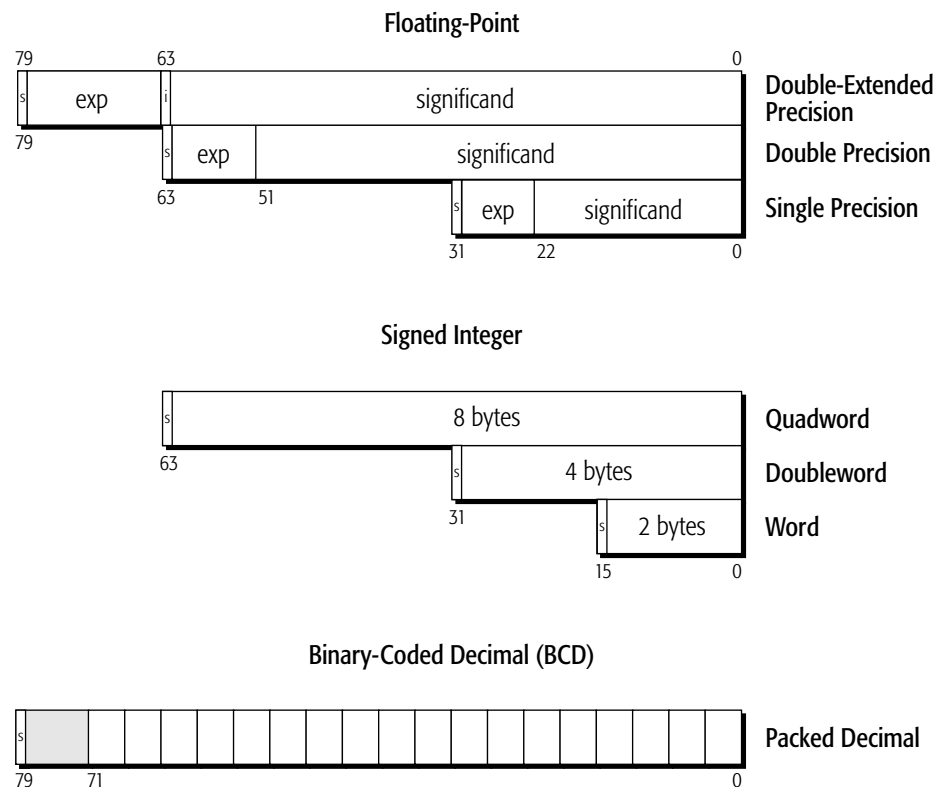 Floating-Point
79 63 0
s exp i significand Double-Extended
Precision
79
s exp significand Double Precision
63 51
s exp significand Single Precision
31 22 0
Signed Integer
s 8 bytes Quadword
63
s 4 bytes Doubleword
31
s 2 bytes Word
15 0
Binary-Coded Decimal (BCD)
s Packed Decimal
79 71 0